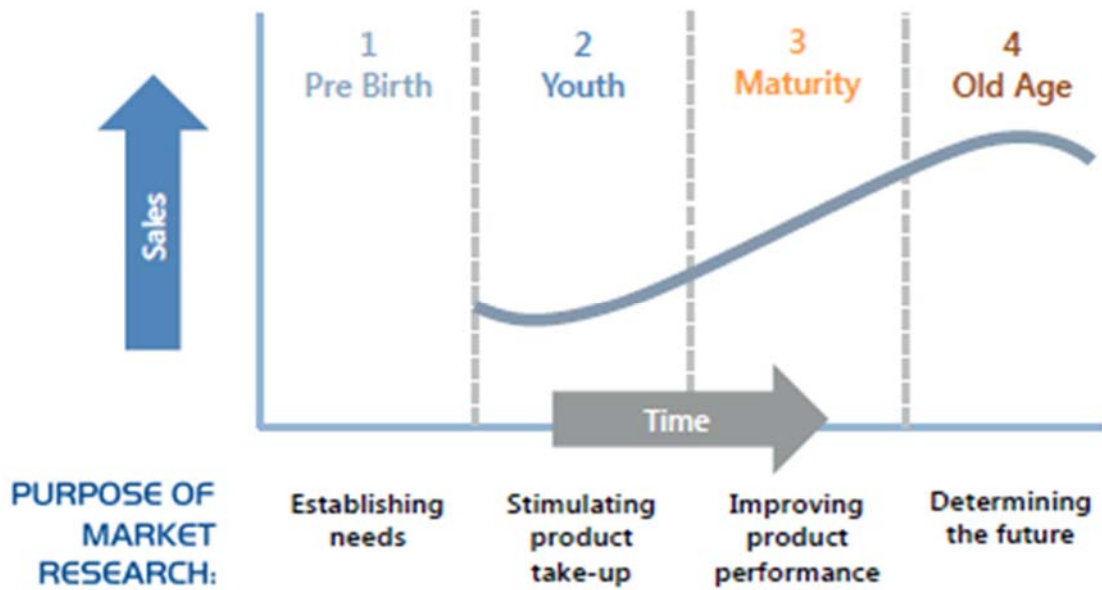 1
Pre Birth
2
Youth
3
Maturity
4
Old Age
Sales
Time
PURPOSE OF
MARKET
RESEARCH:
Establishing
needs
Stimulating
product
take-up
Improving
product
performance
Determining
the future